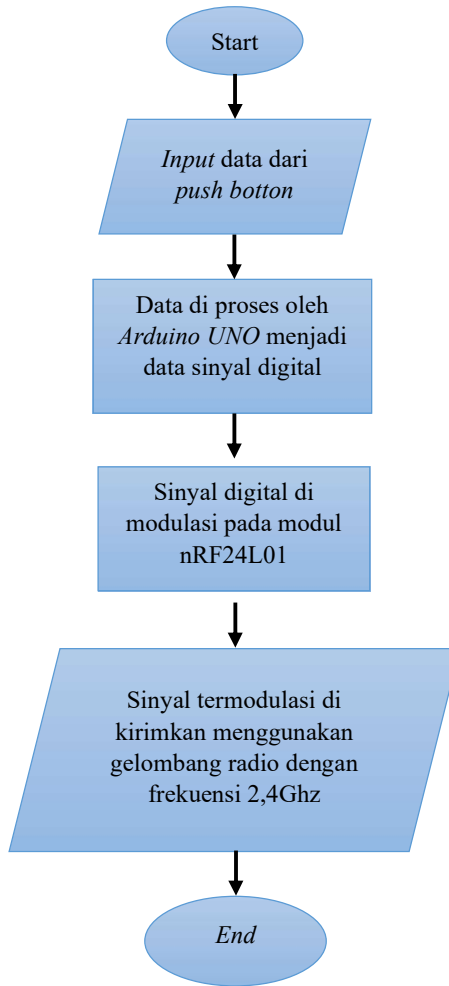 Start
Input data dari
push botton
Data di proses oleh
Arduino UNO menjadi
data sinyal digital
Sinyal digital di
modulasi pada modul
nRF24L01
Sinyal termodulasi di
kirimkan menggunakan
gelombang radio dengan
frekuensi 2,4Ghz
End